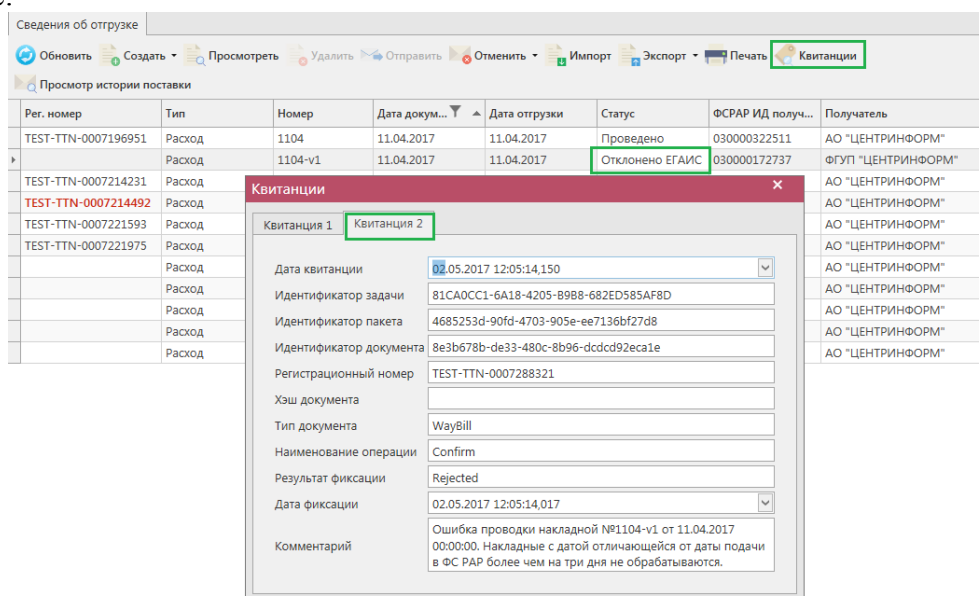 Сведения об отгрузке
Обновить Создать Просмотреть Удалить Отправить Отменить Импорт Экспорт Печать Квитанции
Просмотр истории поставки
Рег. номер Тип Номер Дата докум... Дата отгрузки Статус ФСРАР ИД получ... Получатель
TEST-TTN-0007196951 Расход 1104 11.04.2017 11.04.2017 Проведено 030000322511 АО "ЦЕНТРИНФОРМ"
Расход 1104-v1 11.04.2017 11.04.2017 Отклонено ЕГАИС 030000172737 ФГУП "ЦЕНТРИНФОРМ"
TEST-TTN-0007214231 Расход АО "ЦЕНТРИНФОРМ"
TEST-TTN-0007214492 Расход АО "ЦЕНТРИНФОРМ"
TEST-TTN-0007221593 Расход АО "ЦЕНТРИНФОРМ"
TEST-TTN-0007221975 Расход АО "ЦЕНТРИНФОРМ"
Расход АО "ЦЕНТРИНФОРМ"
Расход АО "ЦЕНТРИНФОРМ"
Расход АО "ЦЕНТРИНФОРМ"
Расход АО "ЦЕНТРИНФОРМ"
Расход АО "ЦЕНТРИНФОРМ"
Квитанции
Квитанция 1 Квитанция 2
Дата квитанции 02.05.2017 12:05:14,150
Идентификатор задачи 81CA0CC1-6A18-4205-B9B8-682ED585AF8D
Идентификатор пакета 4685253d-90fd-4703-905e-ee7136bf27d8
Идентификатор документа 8e3b678b-de33-480c-8b96-dcdcd92eca1e
Регистрационный номер TEST-TTN-0007288321
Хэш документа
Тип документа WayBill
Наименование операции Confirm
Результат фиксации Rejected
Дата фиксации 02.05.2017 12:05:14,017
Комментарий
Ошибка проводки накладной №1104-v1 от 11.04.2017
00:00:00. Накладные с датой отличающейся от даты подачи
в ФС РАР более чем на три дня не обрабатываются.